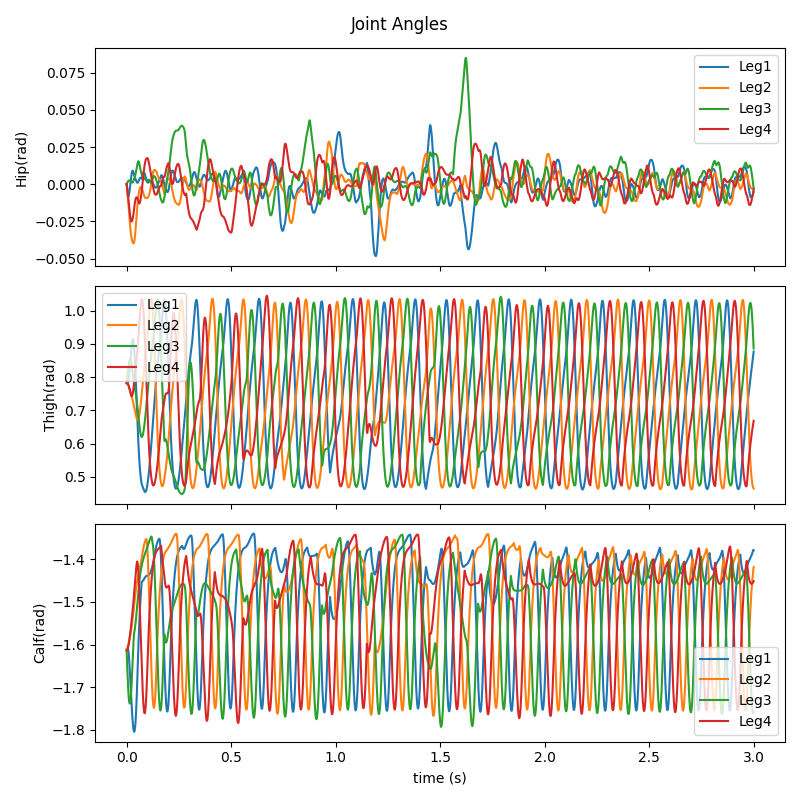 Joint Angles
Hip(rad)
0.075
0.050
0.025
0.000
−0.025
−0.050
Leg1
Leg2
Leg3
Leg4
Thigh(rad)
1.0
0.9
0.8
0.7
0.6
0.5
Leg1
Leg2
Leg3
Leg4
Calf(rad)
−1.4
−1.5
−1.6
−1.7
−1.8
Leg1
Leg2
Leg3
Leg4
0.0 0.5 1.0 1.5 2.0 2.5 3.0
time (s)